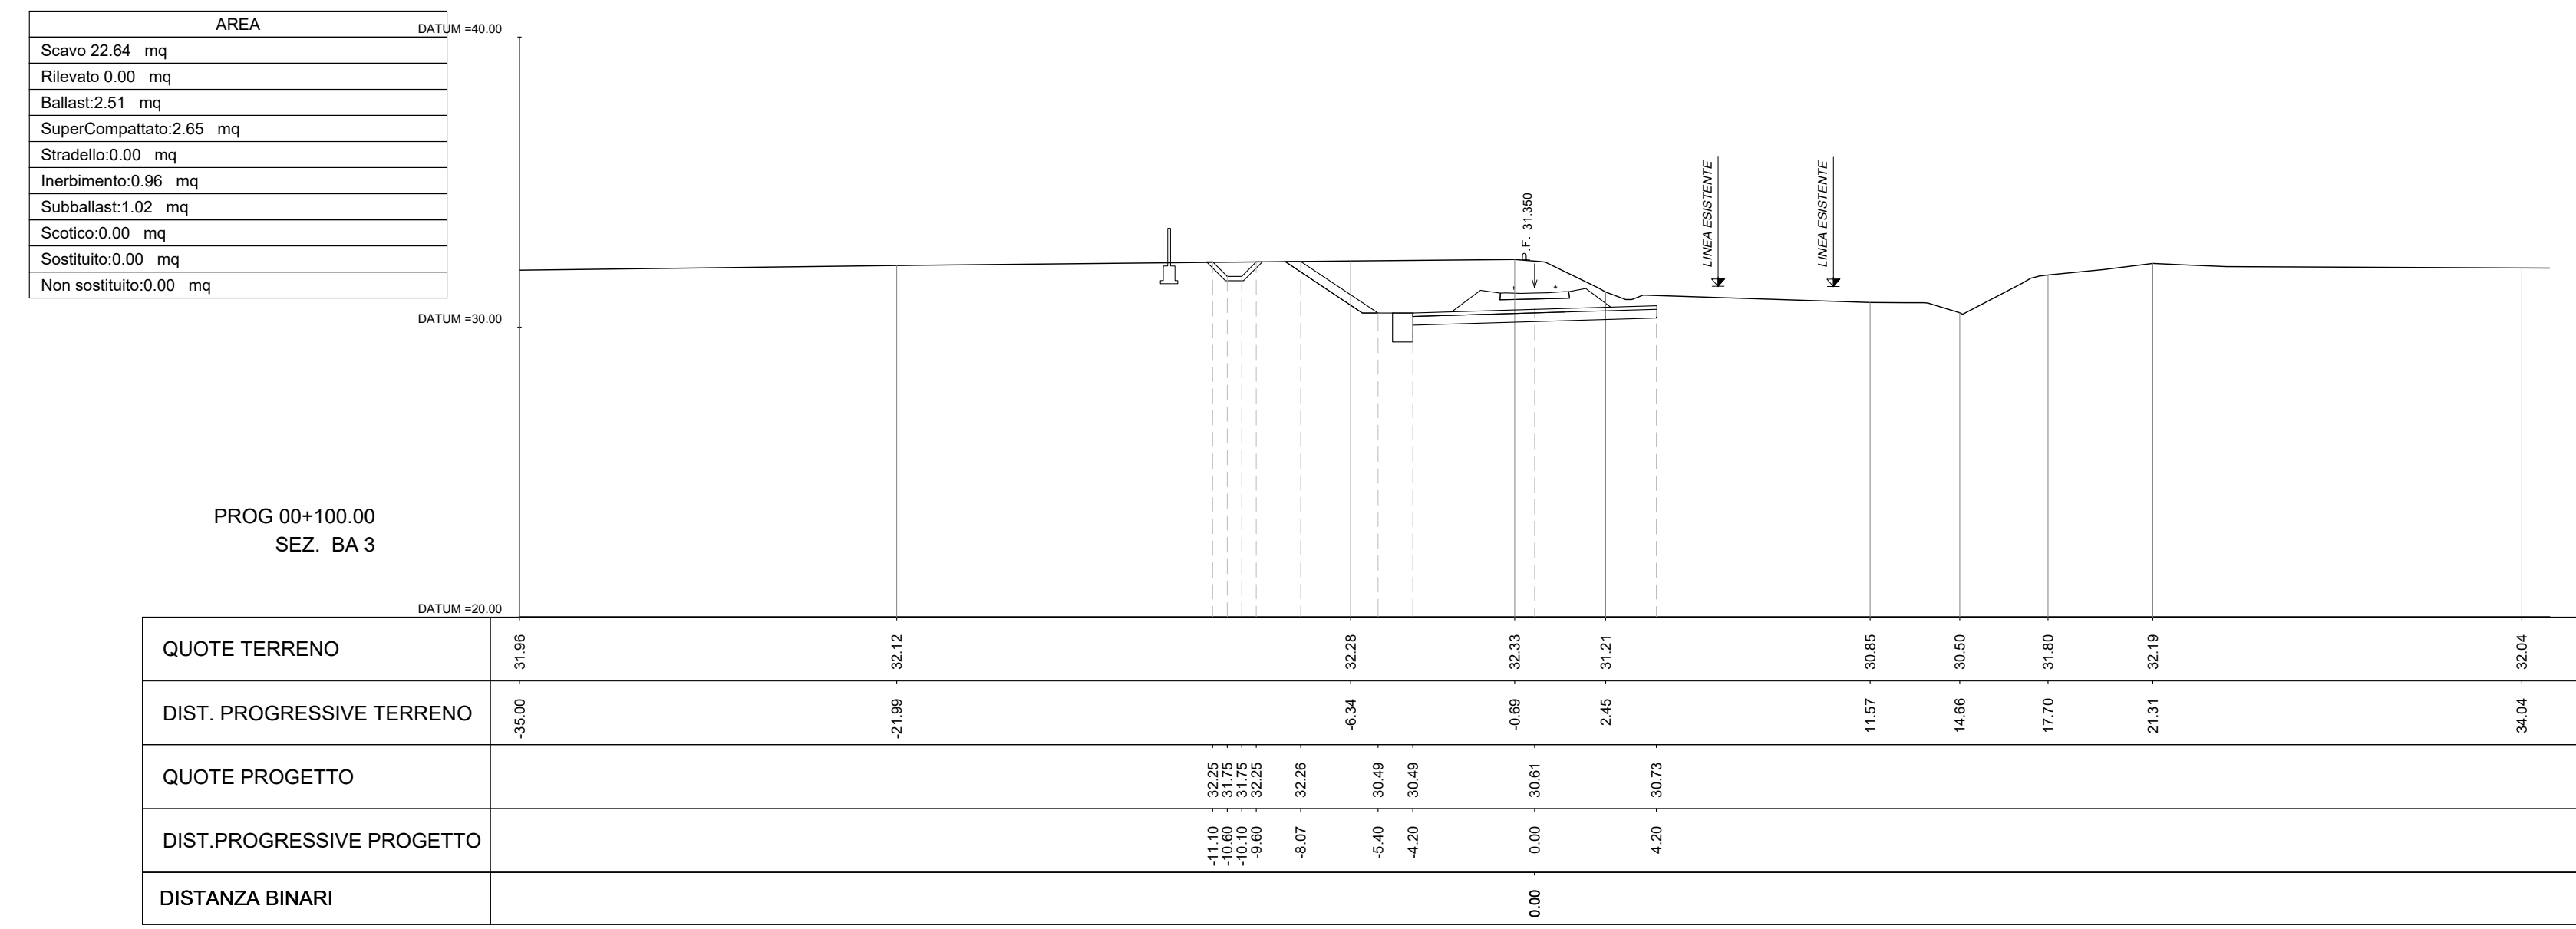 AREA
Scavo 22.64 mq
Rilevato 0.00 mq
Ballast:2.51 mq
SuperCompattato:2.65 mq
Stradello:0.00 mq
Inerbimento:0.96 mq
Subballast:1.02 mq
Scotico:0.00 mq
Sostituito:0.00 mq
Non sostituito:0.00 mq
DATUM =40.00
DATUM =30.00
DATUM =20.00
P.F. 31.350
LINEA ESISTENTE
LINEA ESISTENTE
PROG 00+100.00
SEZ. BA 3
QUOTE TERRENO 31.96 32.12 32.28 32.33 31.21 30.85 30.50 31.80 32.19 32.04
DIST. PROGRESSIVE TERRENO -35.00 -21.99 -6.34 -0.69 2.45 11.57 14.66 17.70 21.31 34.04
QUOTE PROGETTO 32.25 31.75 31.75 32.25 32.26 30.49 30.49 30.61 30.73
DIST.PROGRESSIVE PROGETTO -11.10 -10.60 -10.10 -9.60 -8.07 -5.40 -4.20 0.00 4.20
DISTANZA BINARI 0.00